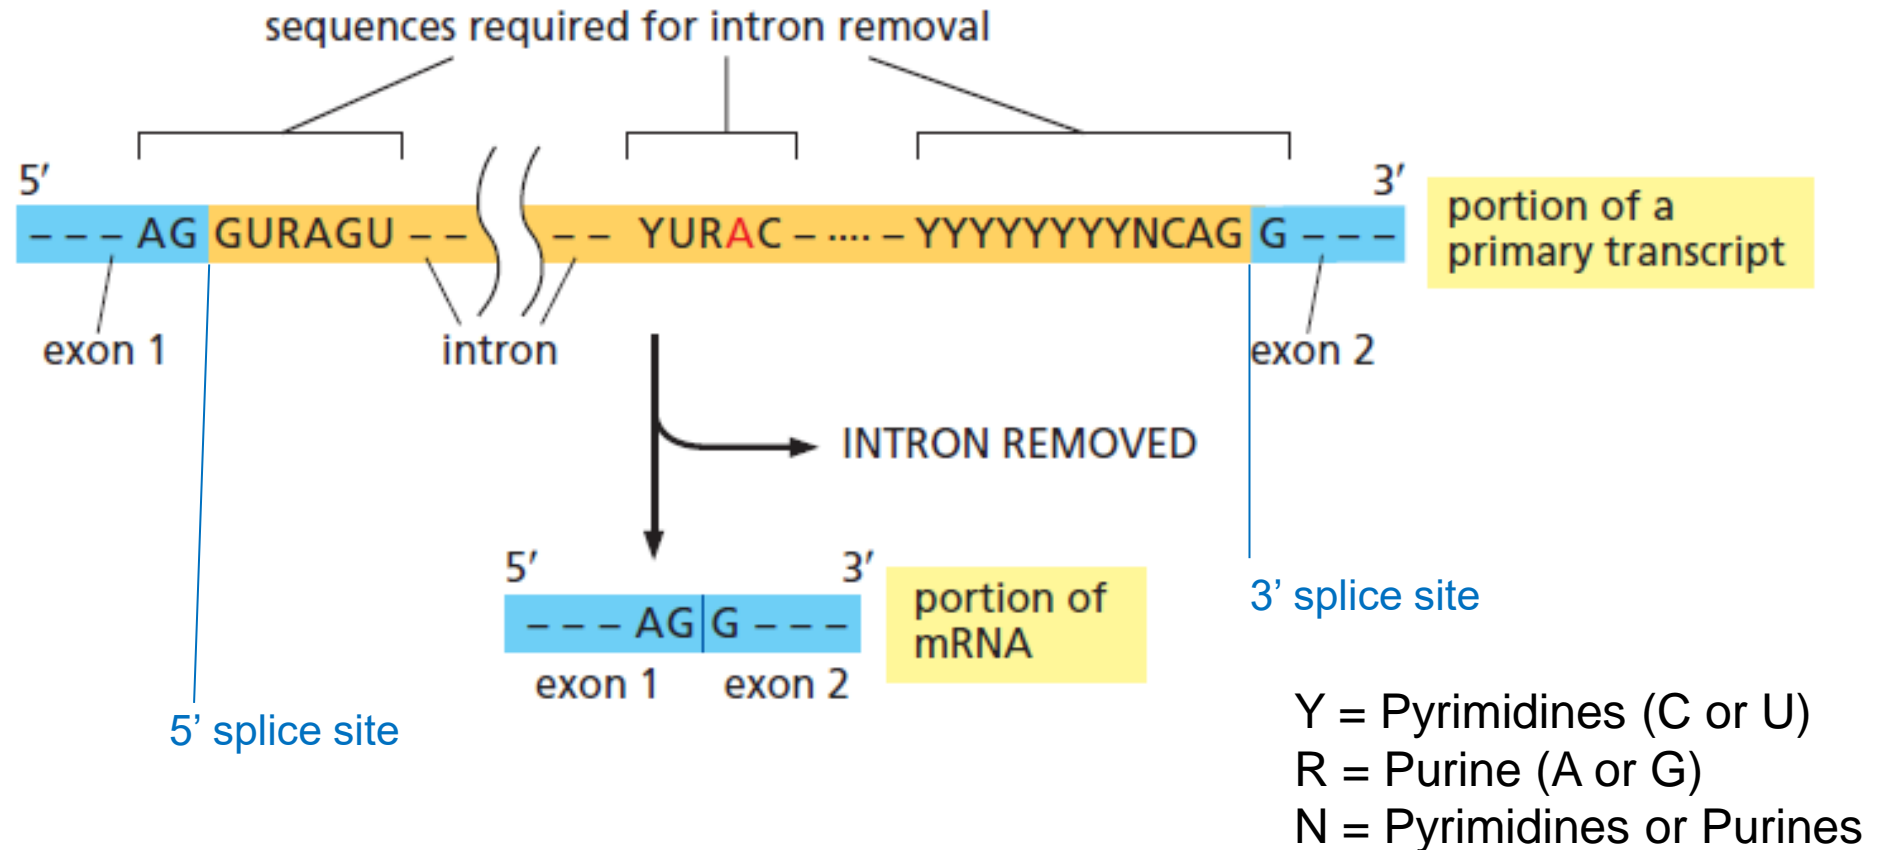 sequences required for intron removal
5′ 3′
– – – AG GURAGU – – – – YURAC – ···· – YYYYYYYYNCAG G – – –
portion of a
primary transcript
exon 1 intron exon 2
INTRON REMOVED
5′ 3′
– – – AG G – – –
portion of
mRNA
exon 1 exon 2
3’ splice site
5’ splice site
Y = Pyrimidines (C or U)
R = Purine (A or G)
N = Pyrimidines or Purines